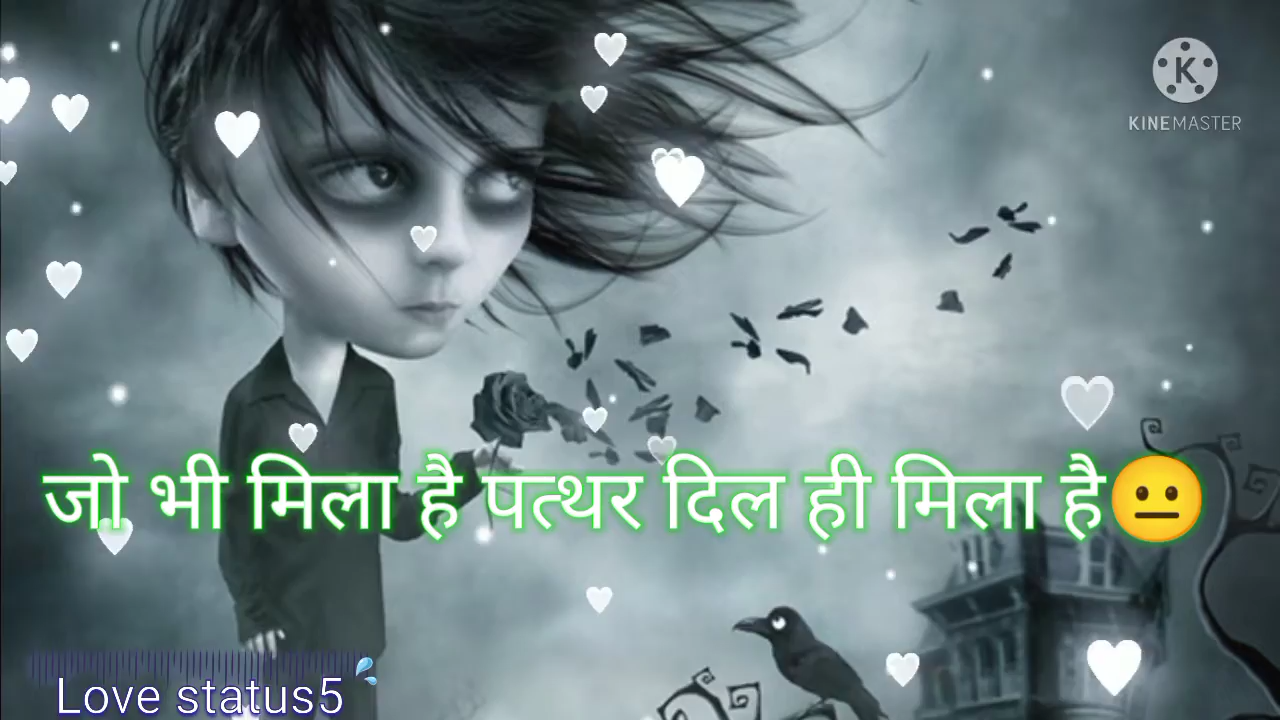 KINEMASTER
जो भी मिला है पत्थर दिल ही मिला है😐
Love status5💦